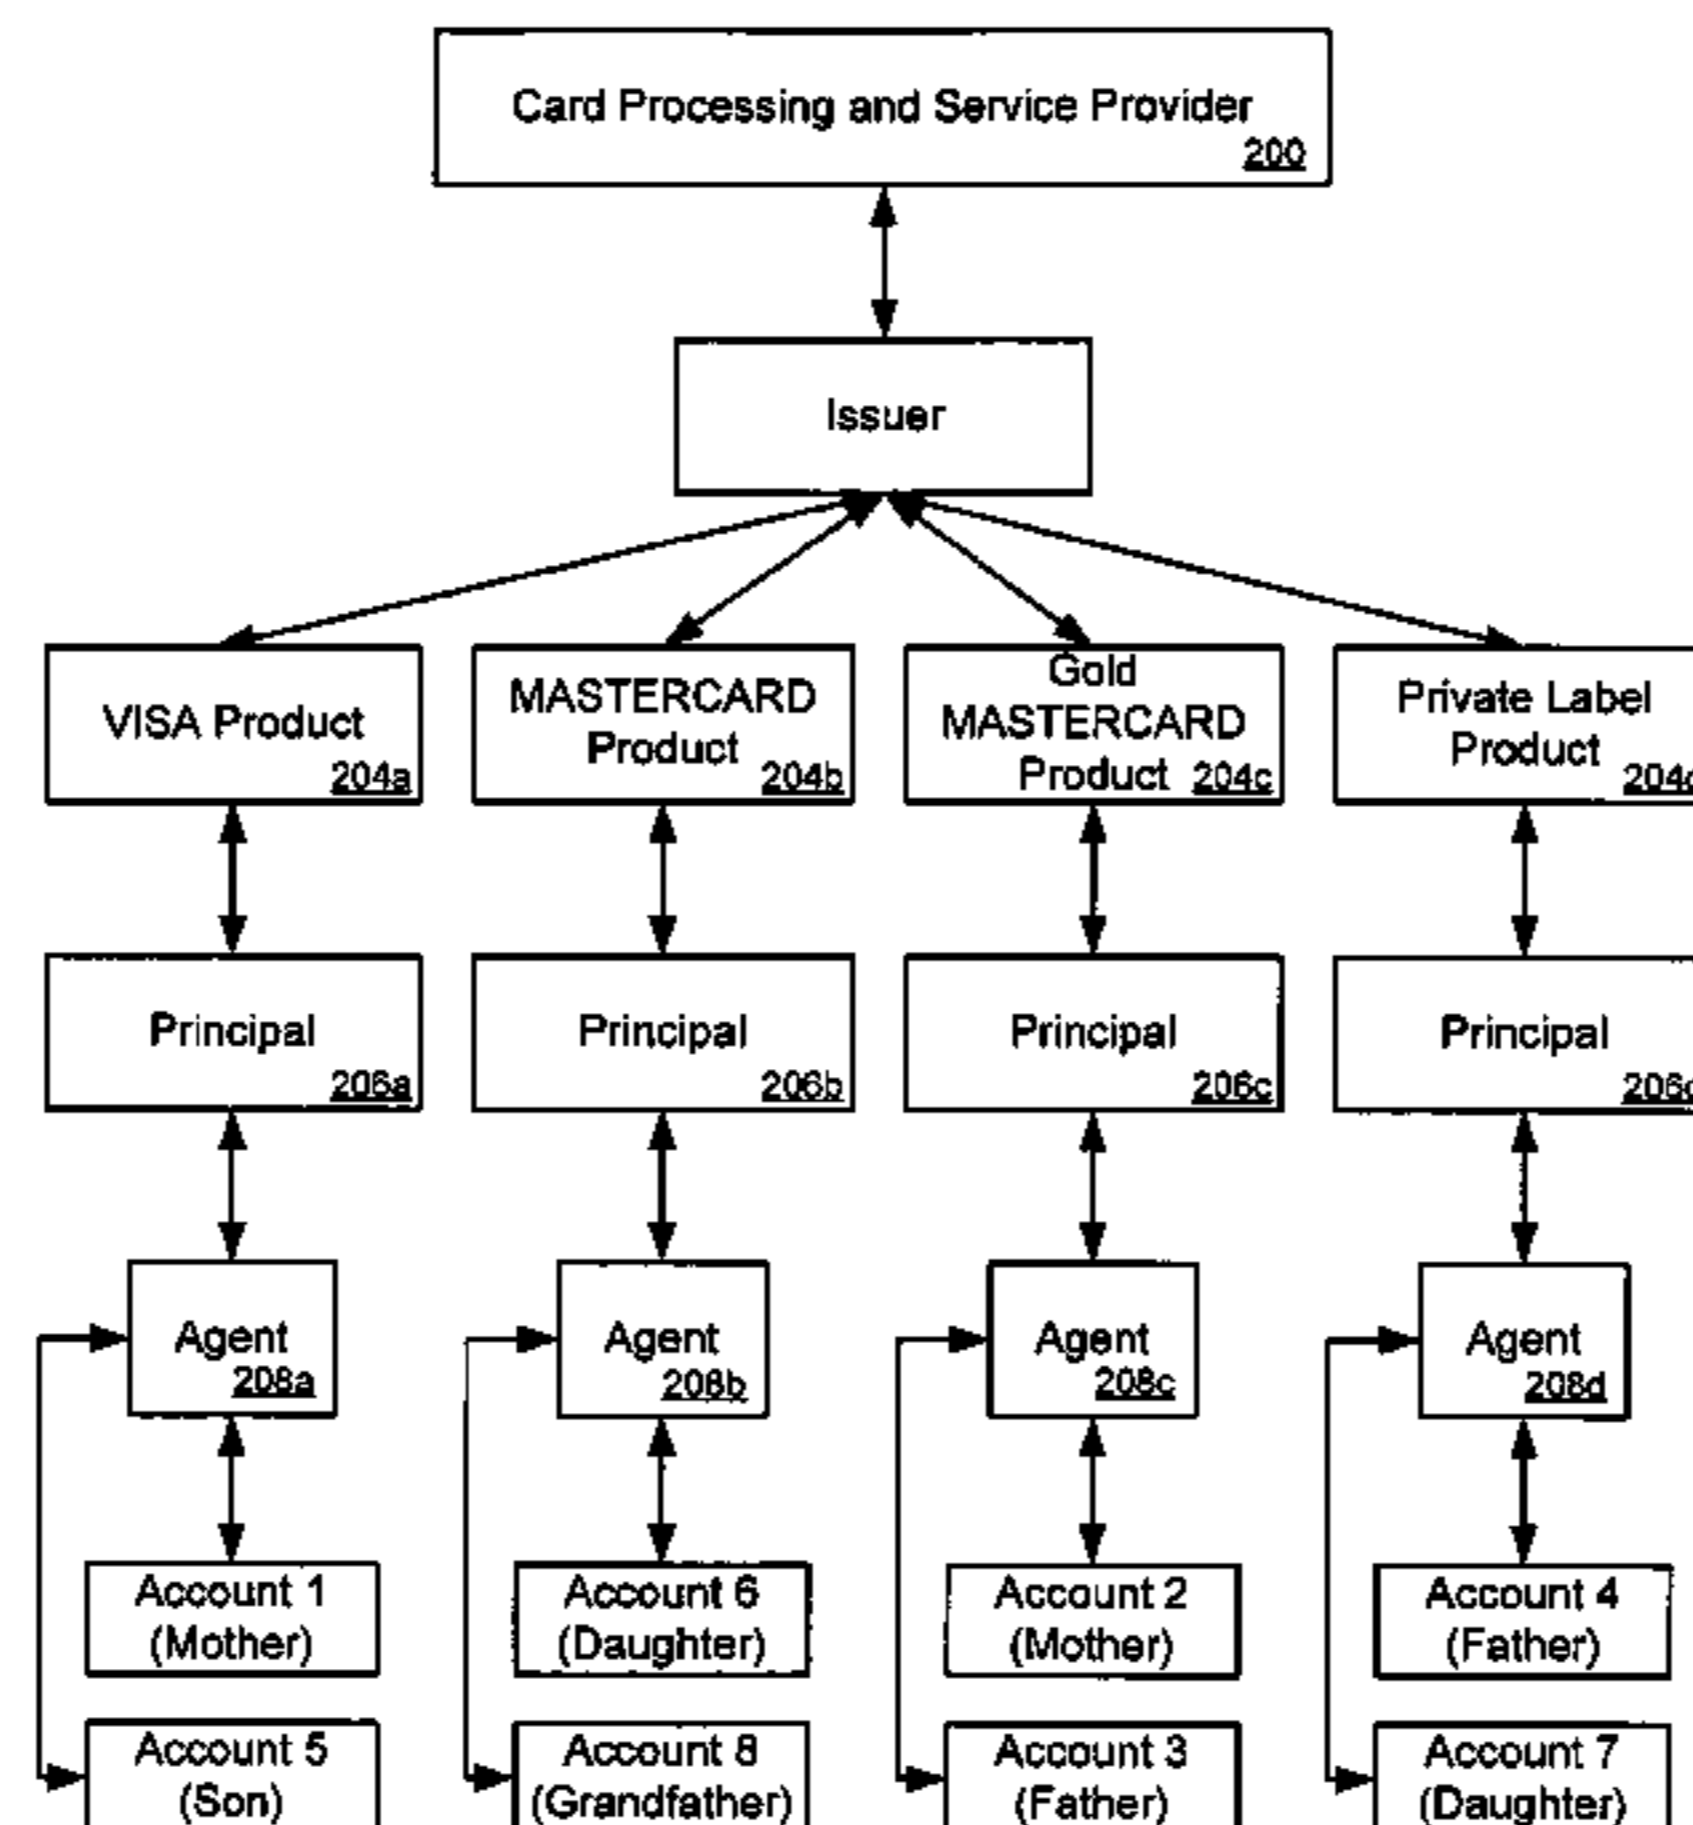 Card Processing and Service Provider
200
Issuer
VISA Product
204a
MASTERCARD
Product 204b
Gold
MASTERCARD
Product 204c
Private Label
Product
Principal
206a
Principal
206b
Principal
206c
Principal
Agent
208a
Agent
208b
Agent
208c
Agent
208d
Account 1
(Mother)
Account 6
(Daughter)
Account 2
(Mother)
Account 4
(Father)
Account 5
(Son)
Account 8
(Grandfather)
Account 3
(Father)
Account 7
(Daughter)